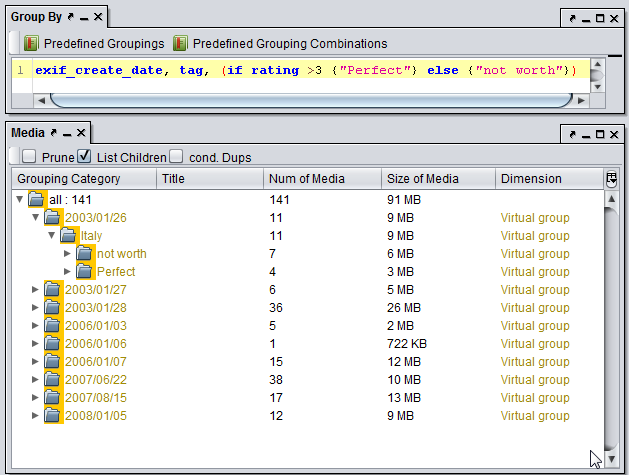 Group By
Predefined Groupings Predefined Grouping Combinations
1 exif_create_date, tag, (if rating >3 {"Perfect"} else {"not worth"})
Media
Prune List Children cond. Dups
Grouping Category Title Num of Media Size of Media Dimension
all : 141 141 91 MB
2003/01/26 11 9 MB Virtual group
Italy 11 9 MB Virtual group
not worth 7 6 MB Virtual group
Perfect 4 3 MB Virtual group
2003/01/27 6 5 MB Virtual group
2003/01/28 36 26 MB Virtual group
2006/01/03 5 2 MB Virtual group
2006/01/06 1 722 KB Virtual group
2006/01/07 15 12 MB Virtual group
2007/06/22 38 10 MB Virtual group
2007/08/15 17 13 MB Virtual group
2008/01/05 12 9 MB Virtual group